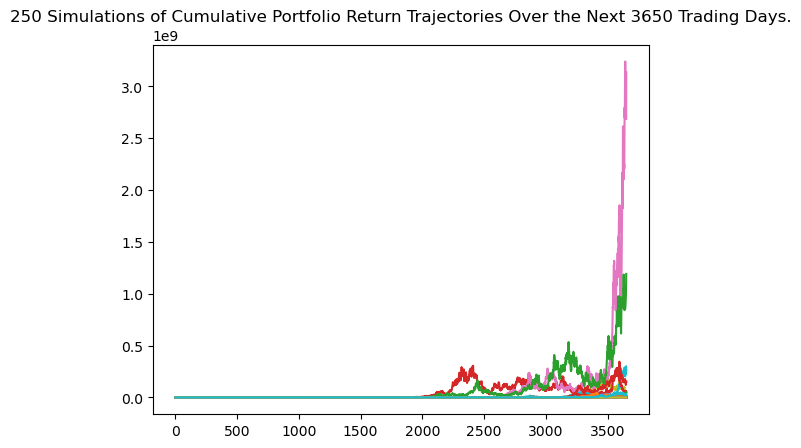 250 Simulations of Cumulative Portfolio Return Trajectories Over the Next 3650 Trading Days.
1e9
3.0
2.5
2.0
1.5
1.0
0.5
0.0
0 500 1000 1500 2000 2500 3000 3500